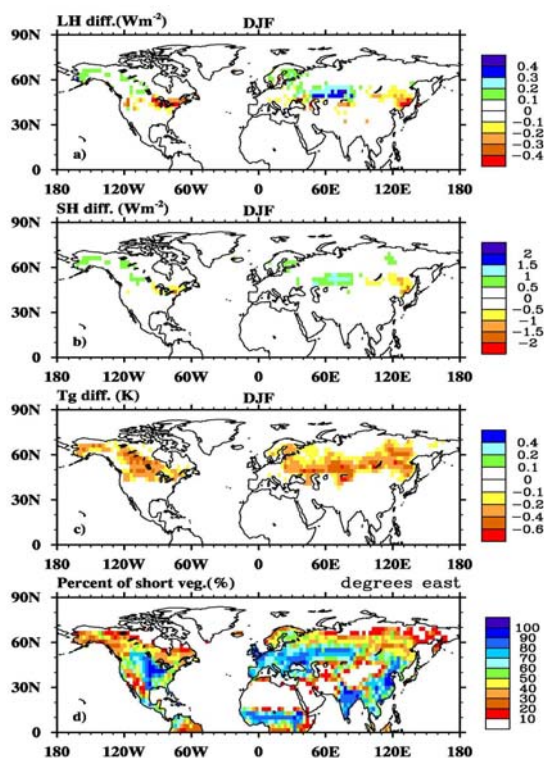 LH diff.(Wm-2) DJF
90N
60N
30N
0
a)
180 120W 60W 0 60E 120E 180
0.4
0.3
0.2
0.1
0
-0.1
-0.2
-0.3
-0.4
SH diff. (Wm-2) DJF
90N
60N
30N
0
b)
180 120W 60W 0 60E 120E 180
2
1.5
1
0.5
0
-0.5
-1
-1.5
-2
Tg diff. (K) DJF
90N
60N
30N
0
c)
180 120W 60W 0 60E 120E 180
0.4
0.2
0.1
0
-0.1
-0.2
-0.4
-0.6
Percent of short veg.(%) degrees east
90N
60N
30N
0
d)
180 120W 60W 0 60E 120E 180
100
90
80
70
60
50
40
30
20
10